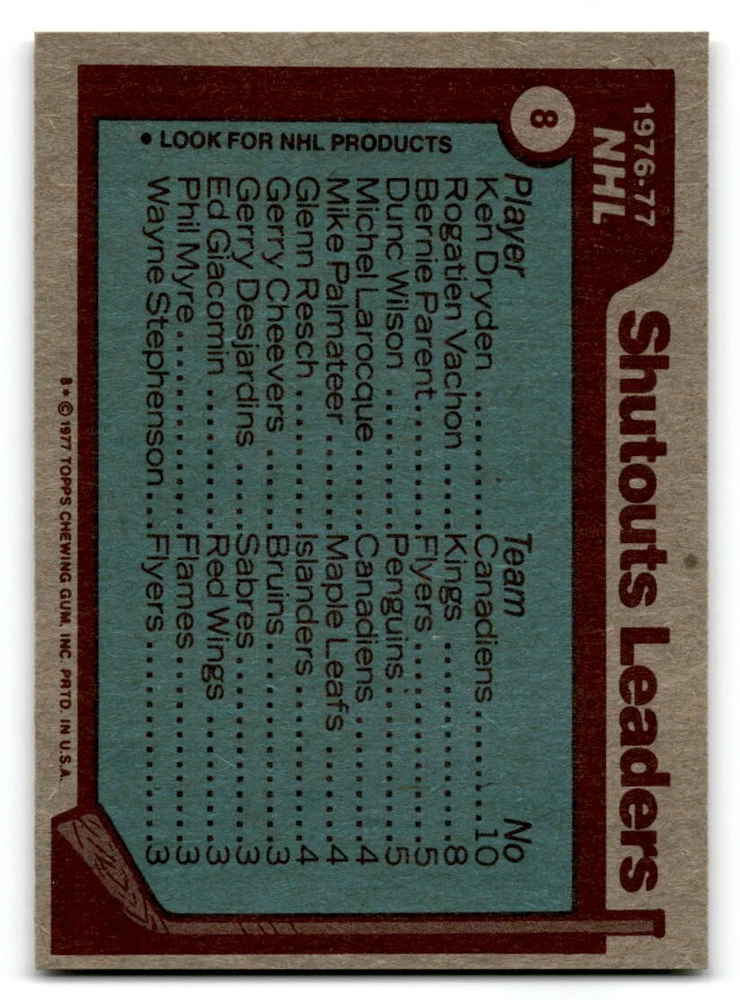 8
1976-77
NHL
Shutouts Leaders
Player Team No
Ken Dryden ........ Canadiens ........ 10
Rogatien Vachon .... Kings ............ 8
Bernie Parent ....... Flyers ............ 5
Dunc Wilson ........ Penguins ......... 5
Michel Larocque .... Canadiens ........ 4
Mike Palmateer ..... Maple Leafs ...... 4
Glenn Resch ........ Islanders ......... 4
Gerry Cheevers ..... Bruins ............ 3
Gerry Desjardins .... Sabres ........... 3
Ed Giacomin ........ Red Wings ........ 3
Phil Myre ........... Flames ........... 3
Wayne Stephenson .. Flyers ............ 3
• LOOK FOR NHL PRODUCTS
B* © 1977 TOPPS CHEWING GUM, INC. PRTD. IN U.S.A.